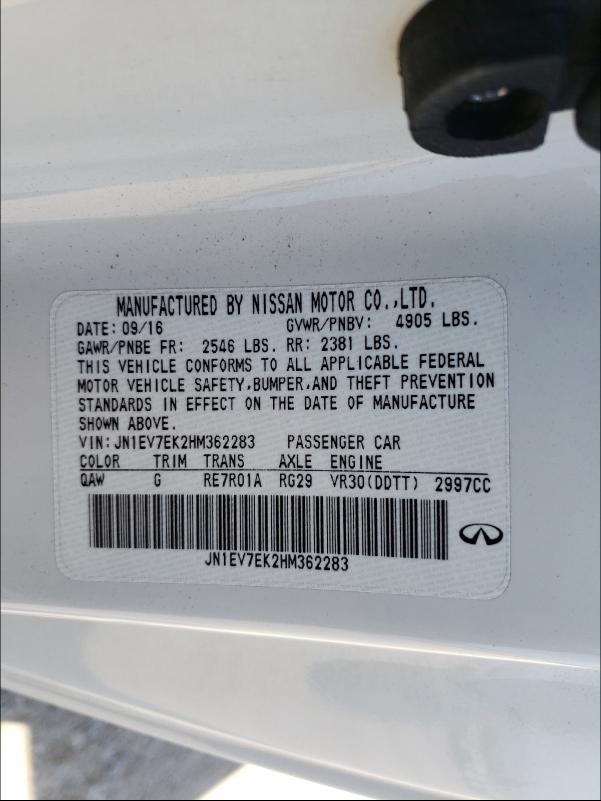 MANUFACTURED BY NISSAN MOTOR CO.,LTD.
DATE: 09/16 GVWR/PNBV: 4905 LBS.
GAWR/PNBE FR: 2546 LBS. RR: 2381 LBS.
THIS VEHICLE CONFORMS TO ALL APPLICABLE FEDERAL
MOTOR VEHICLE SAFETY,BUMPER,AND THEFT PREVENTION
STANDARDS IN EFFECT ON THE DATE OF MANUFACTURE
SHOWN ABOVE.
VIN: JN1EV7EK2HM362283 PASSENGER CAR
COLOR TRIM TRANS AXLE ENGINE
QAW G RE7R01A RG29 VR30(DDTT) 2997CC
JN1EV7EK2HM362283